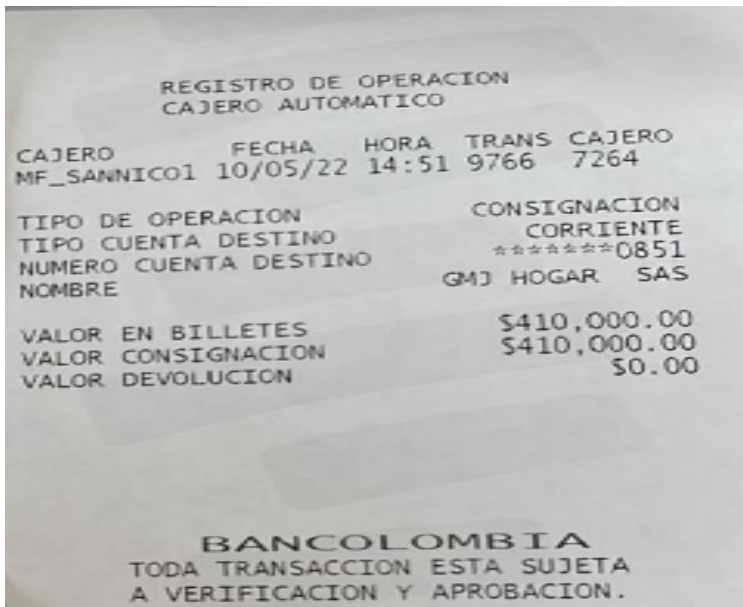 REGISTRO DE OPERACION
CAJERO AUTOMATICO
CAJERO FECHA HORA TRANS CAJERO
MF_SANNICO1 10/05/22 14:51 9766 7264
TIPO DE OPERACION CONSIGNACION
TIPO CUENTA DESTINO CORRIENTE
NUMERO CUENTA DESTINO *******0851
NOMBRE GMJ HOGAR SAS
VALOR EN BILLETES $410,000.00
VALOR CONSIGNACION $410,000.00
VALOR DEVOLUCION $0.00
BANCOLOMBIA
TODA TRANSACCION ESTA SUJETA
A VERIFICACION Y APROBACION.